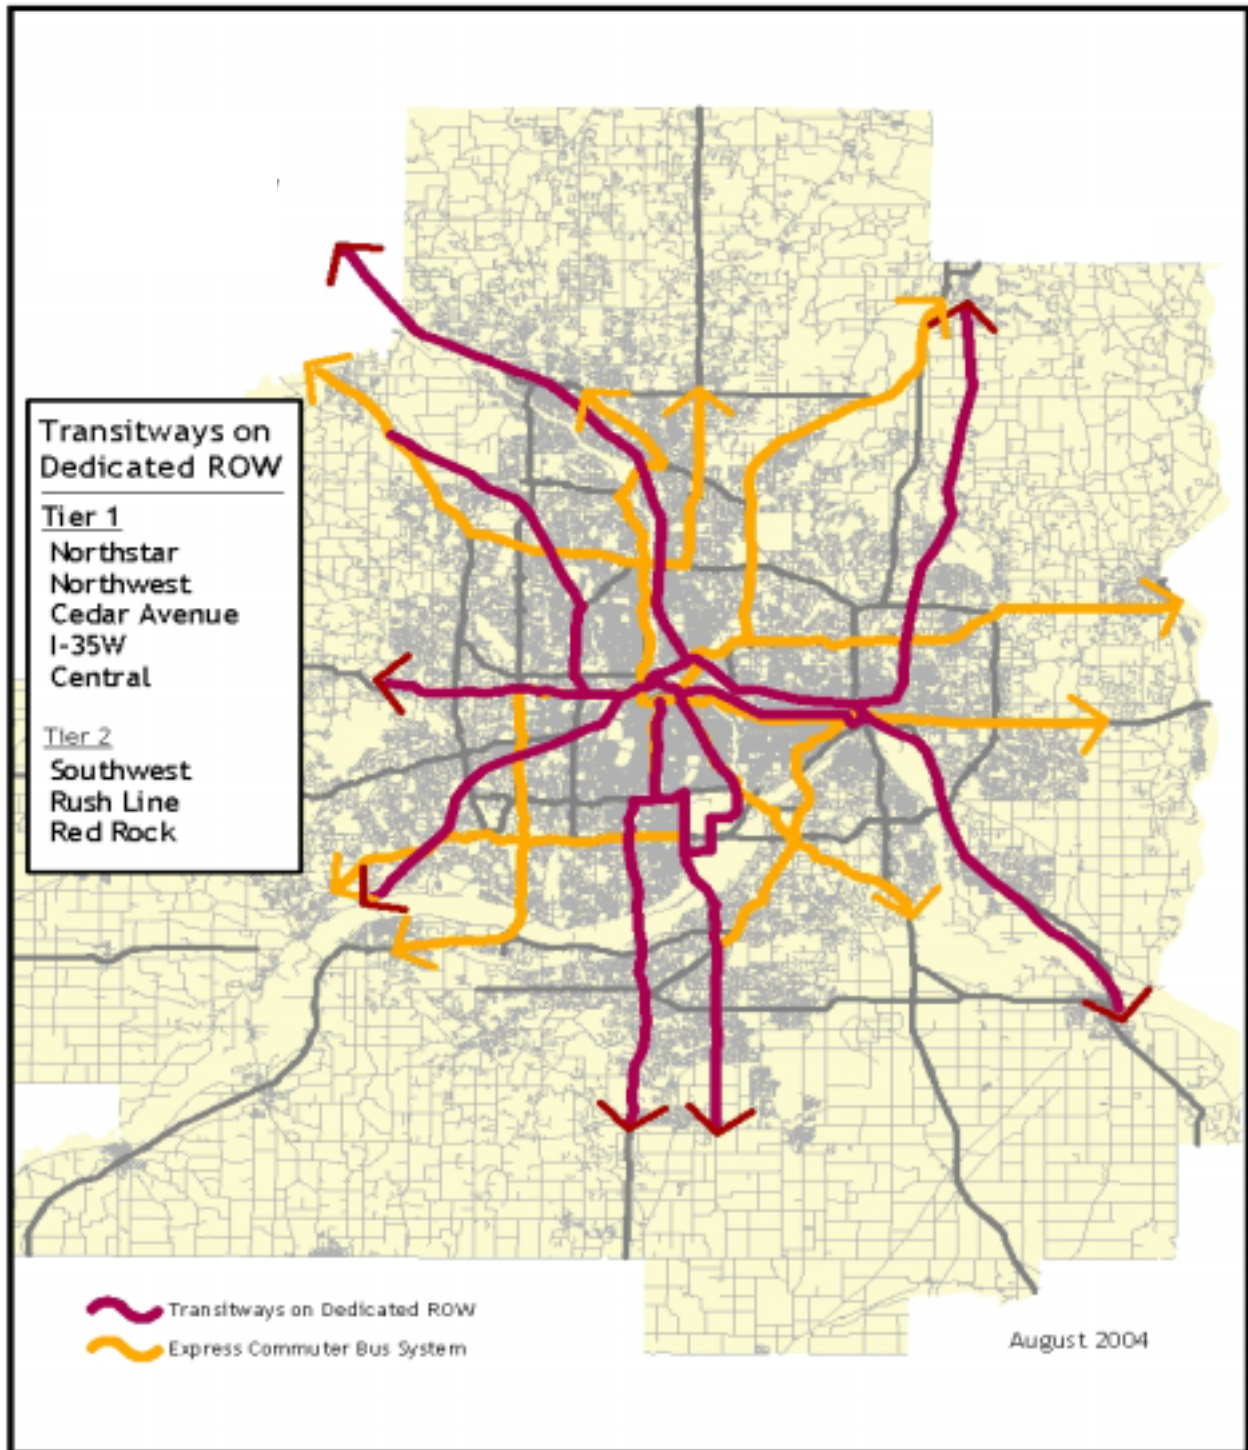 Transitways on
Dedicated ROW
Tier 1
Northstar
Northwest
Cedar Avenue
I-35W
Central
Tier 2
Southwest
Rush Line
Red Rock
Transitways on Dedicated ROW
Express Commuter Bus System
August 2004